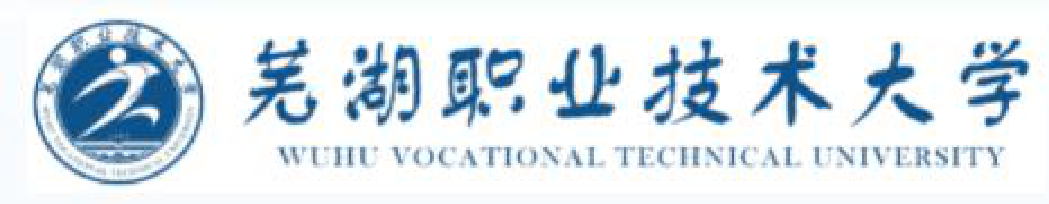 芜湖职业技术大学
WUHU VOCATIONAL TECHNICAL UNIVERSITY